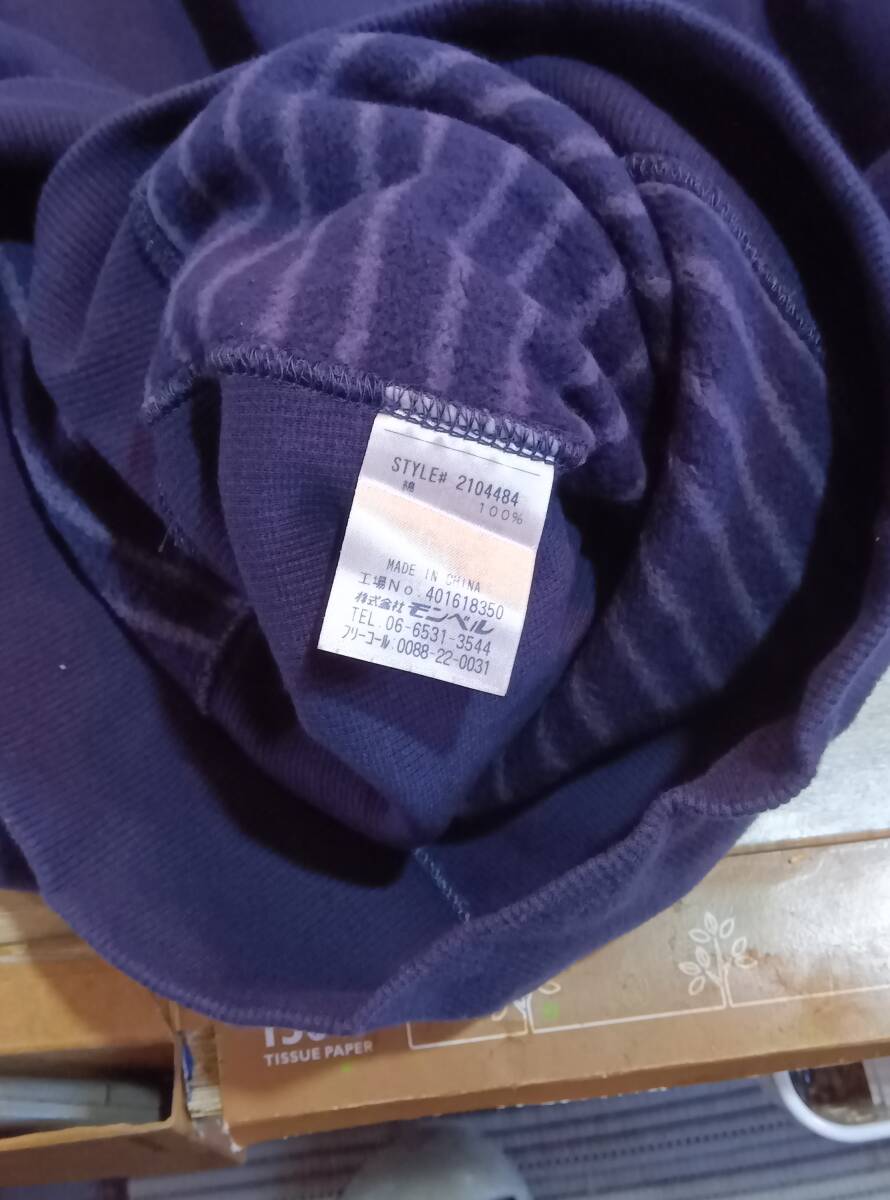 STYLE# 2104484
綿
100%
MADE IN CHINA
工場No.401618350
株式会社モンベル
TEL.06-6531-3544
フリーコール:0088-22-0031
TISSUE PAPER